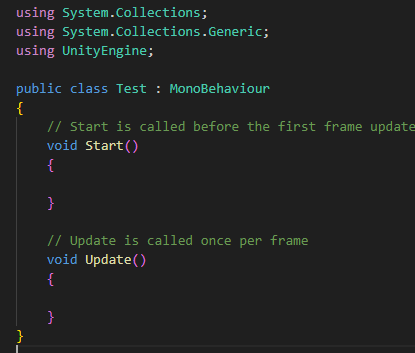 using System.Collections;
using System.Collections.Generic;
using UnityEngine;

public class Test : MonoBehaviour
{
    // Start is called before the first frame update
    void Start()
    {

    }

    // Update is called once per frame
    void Update()
    {

    }
}